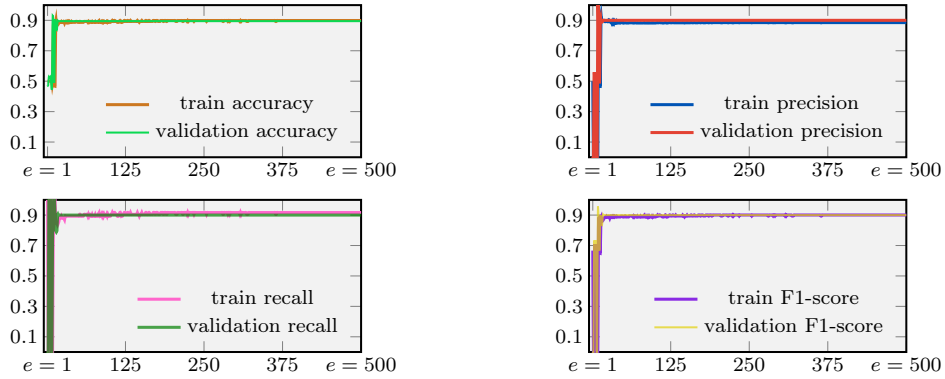 0.9
0.7
0.5
0.3
0.1
train accuracy
validation accuracy
e = 1 125 250 375 e = 500
0.9
0.7
0.5
0.3
0.1
train precision
validation precision
e = 1 125 250 375 e = 500
0.9
0.7
0.5
0.3
0.1
train recall
validation recall
e = 1 125 250 375 e = 500
0.9
0.7
0.5
0.3
0.1
train F1-score
validation F1-score
e = 1 125 250 375 e = 500